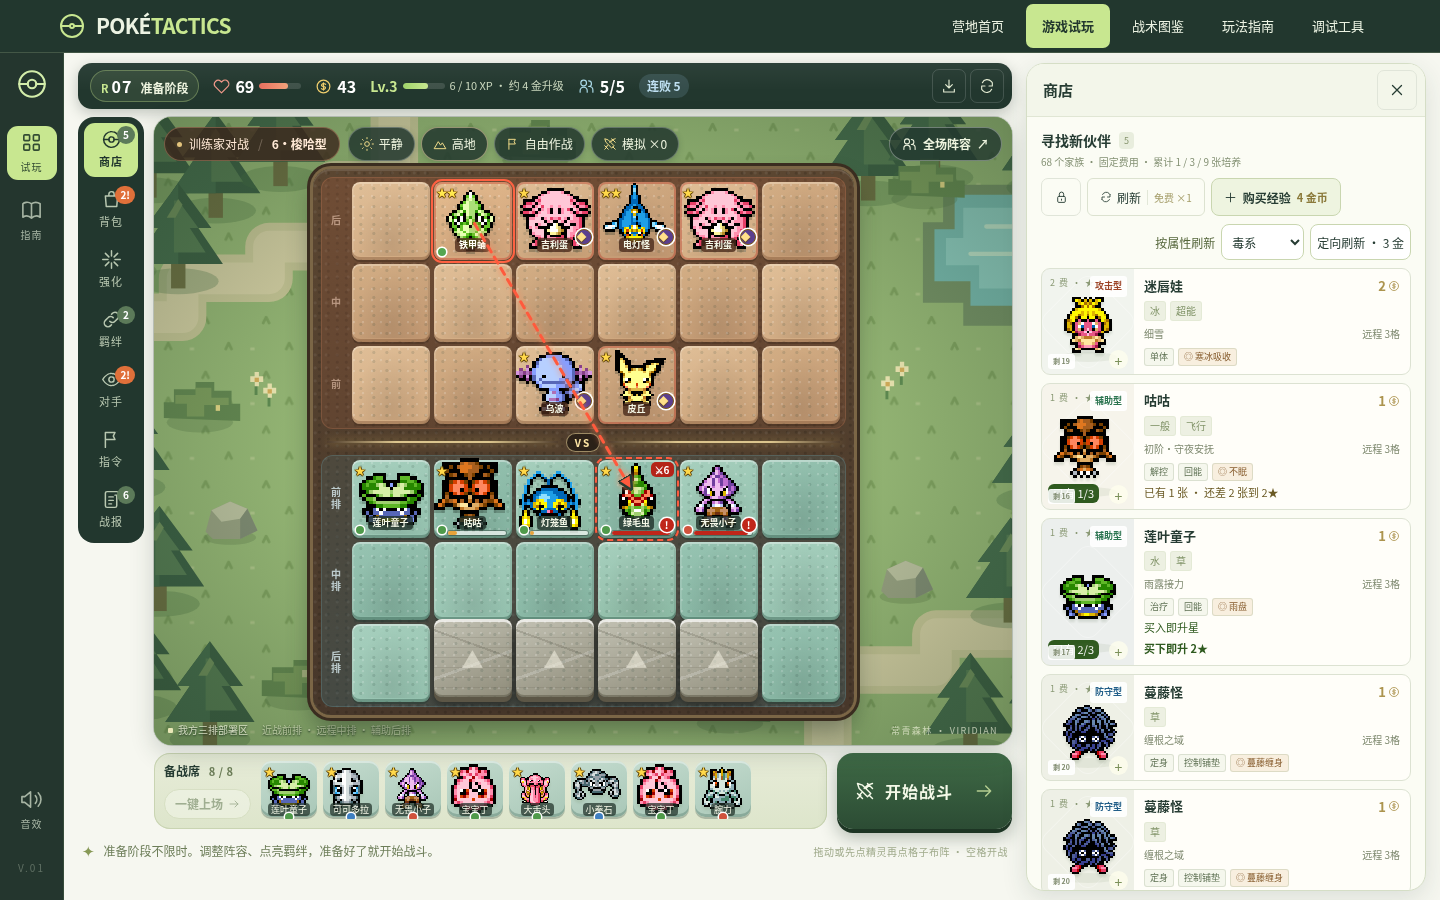 POKÉTACTICS
营地首页
游戏试玩
战术图鉴
玩法指南
调试工具
试玩
指南
音效
V.01
R 07 准备阶段
69
43
Lv.3
6 / 10 XP · 约 4 金升级
5/5
连败 5
商店 5
背包 2!
强化
羁绊 2
对手 2!
指令
战报 6
训练家对战 / 6 · 梭哈型
平静
高地
自由作战
模拟 ×0
全场阵容 ↗
后
铁甲蛹
吉利蛋
电灯怪
吉利蛋
中
前
乌波
皮丘
VS
前排
莲叶童子
咕咕
灯笼鱼
绿毛虫
⚔6
无畏小子
中排
后排
我方三排部署区
近战前排 · 远程中排 · 辅助后排
常青森林 · VIRIDIAN
备战席 8 / 8
一键上场 →
莲叶童子
可可多拉
无畏小子
宝宝丁
大舌头
小拳石
宝宝丁
腕力
开始战斗 →
准备阶段不限时。调整阵容、点亮羁绊，准备好了就开始战斗。
拖动或先点精灵再点格子布阵 · 空格开战
商店
寻找新伙伴 5
68 个家族 · 固定费用 · 累计 1 / 3 / 9 张培养
刷新 免费 ×1
+ 购买经验 4 金币
按属性刷新
毒系
定向刷新 · 3 金
2 费 · 攻击型
迷唇娃 2
冰 超能
细雪 远程 3格
单体 ◎寒冰吸收
剩 19 +
1 费 · 辅助型
咕咕 1
一般 飞行
初阶 · 守夜安抚 远程 3格
解控 回能 ◎不眠
已有 1 张 · 还差 2 张到 2★
剩 16 1/3 +
1 费 · 辅助型
莲叶童子 1
水 草
雨露接力 远程 3格
治疗 回能 ◎雨盘
买入即升星
买下即升 2★
剩 17 2/3 +
1 费 · 防守型
蔓藤怪 1
草
缠根之域 远程 3格
定身 控制铺垫 ◎蔓藤缠身
剩 20 +
1 费 · 防守型
蔓藤怪 1
草
缠根之域 远程 3格
定身 控制铺垫 ◎蔓藤缠身
剩 20 +